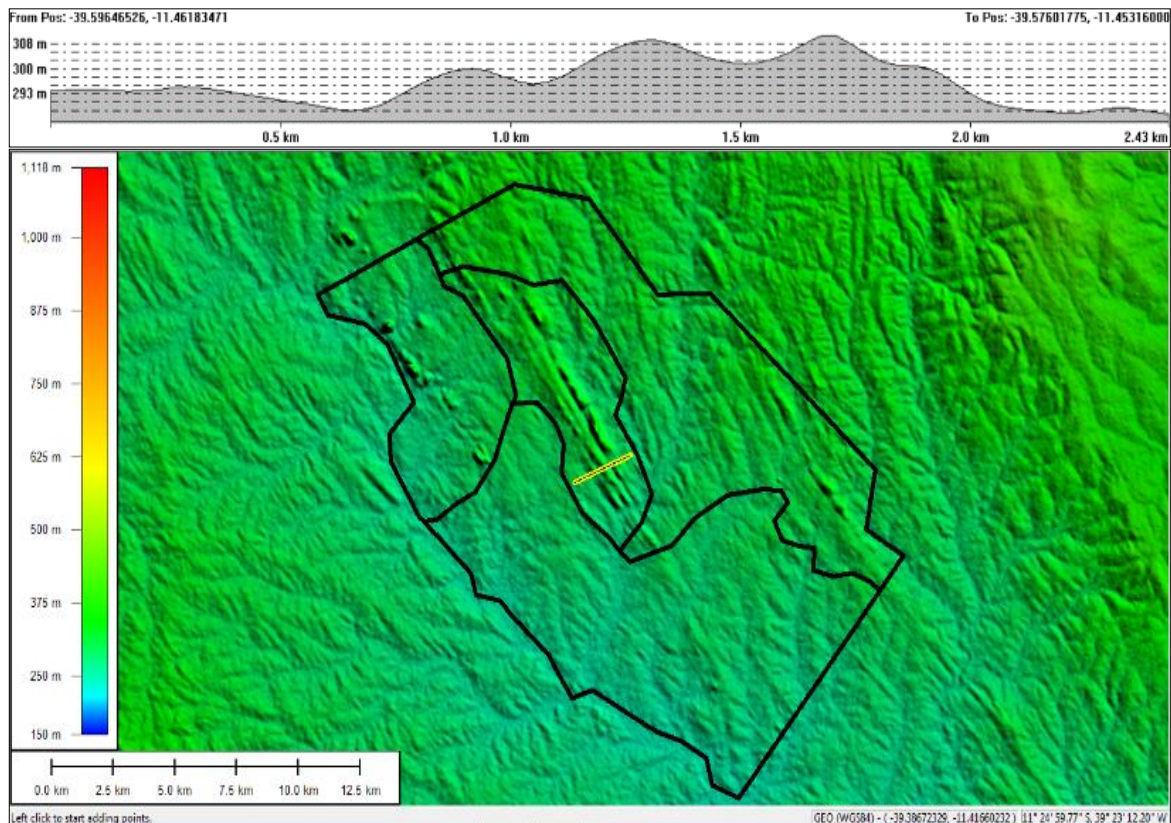 From Pos: -39.59646526, -11.46183471 To Pos: -39.57601775, -11.45316000
308 m
300 m
293 m
0.5 km 1.0 km 1.5 km 2.0 km 2.43 km
1,118 m
1,000 m
875 m
750 m
625 m
500 m
375 m
250 m
150 m
0.0 km 2.5 km 5.0 km 7.5 km 10.0 km 12.5 km
Left click to start adding points. GEO (WGS84) - ( -39.38672329, -11.41660232 ) 11° 24' 59.77" S, 39° 23' 12.20" W